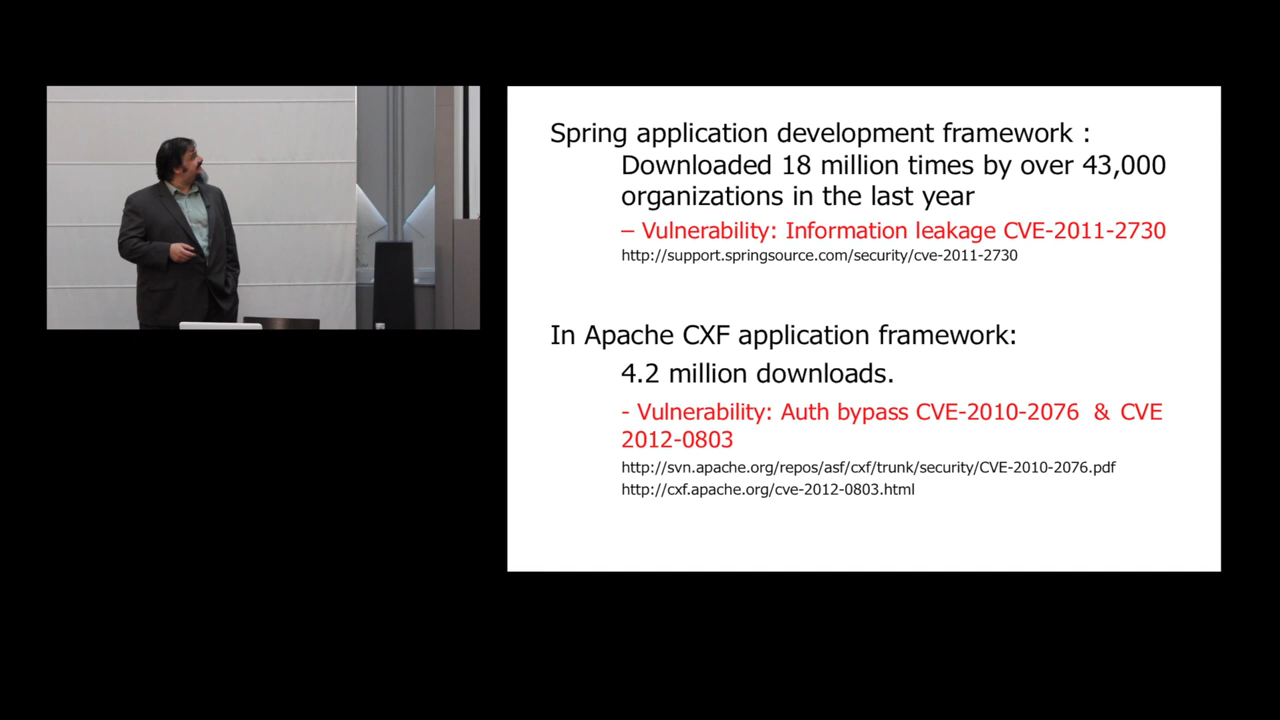 Spring application development framework :
Downloaded 18 million times by over 43,000
organizations in the last year
– Vulnerability: Information leakage CVE-2011-2730
http://support.springsource.com/security/cve-2011-2730
In Apache CXF application framework:
4.2 million downloads.
- Vulnerability: Auth bypass CVE-2010-2076 & CVE
2012-0803
http://svn.apache.org/repos/asf/cxf/trunk/security/CVE-2010-2076.pdf
http://cxf.apache.org/cve-2012-0803.html